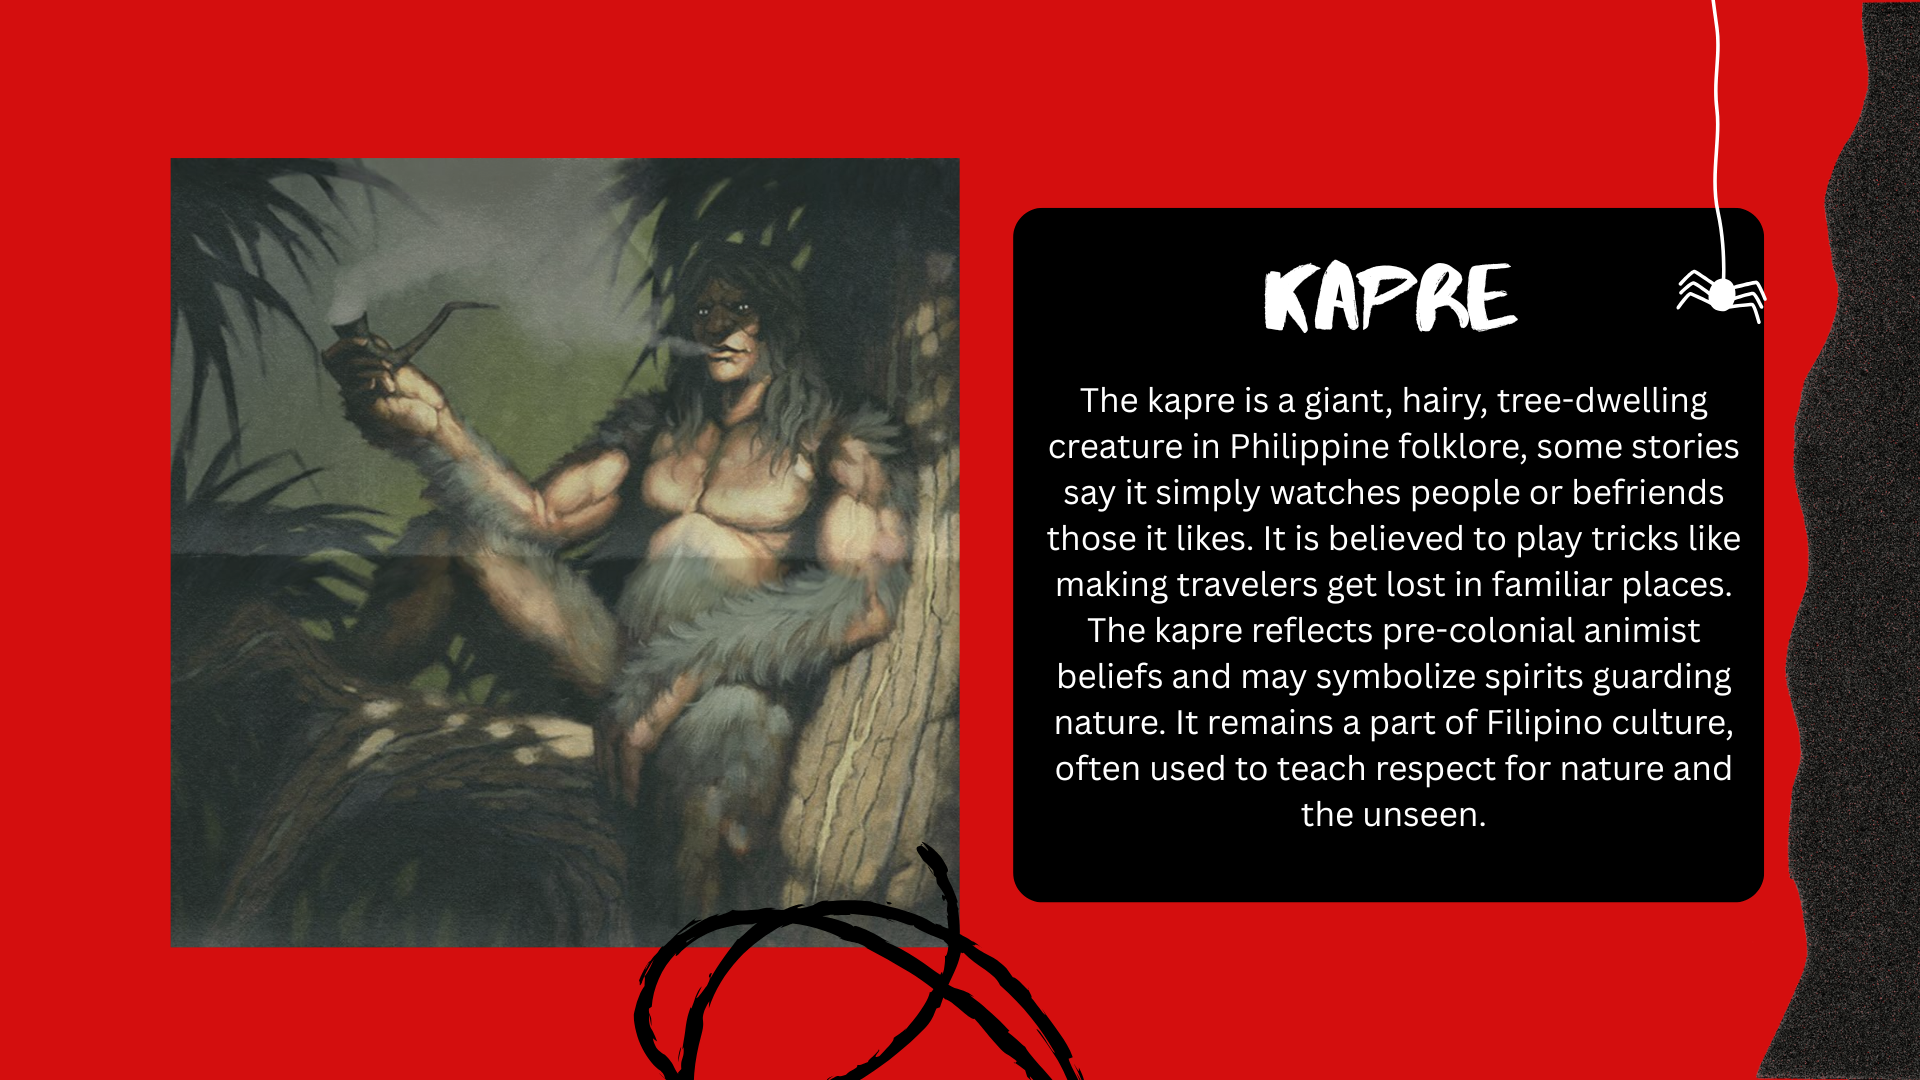 KAPRE
The kapre is a giant, hairy, tree-dwelling
creature in Philippine folklore, some stories
say it simply watches people or befriends
those it likes. It is believed to play tricks like
making travelers get lost in familiar places.
The kapre reflects pre-colonial animist
beliefs and may symbolize spirits guarding
nature. It remains a part of Filipino culture,
often used to teach respect for nature and
the unseen.